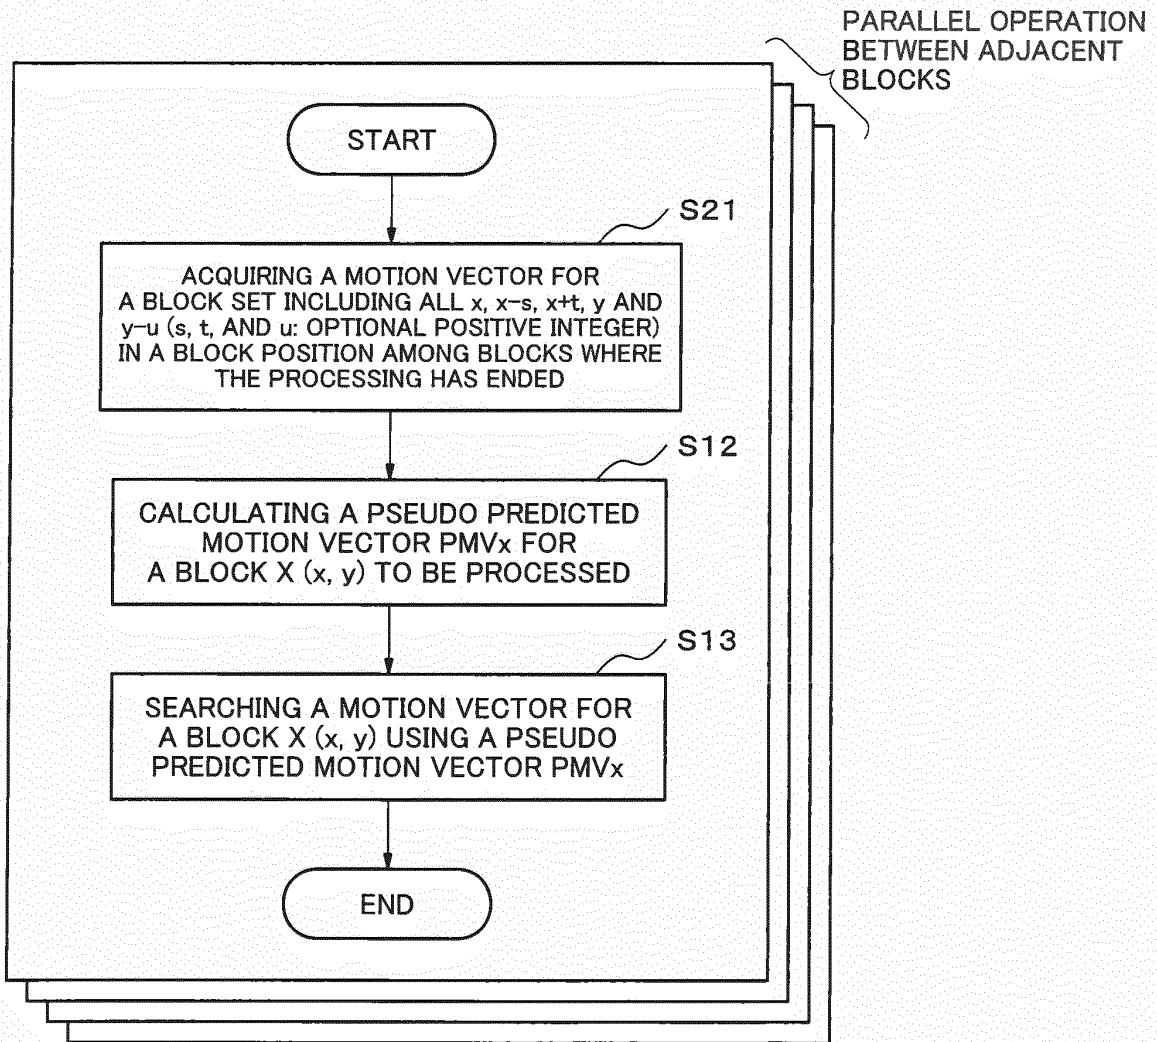 PARALLEL OPERATION
BETWEEN ADJACENT
BLOCKS
START
S21
ACQUIRING A MOTION VECTOR FOR
A BLOCK SET INCLUDING ALL x, x-s, x+t, y AND
y-u (s, t, AND u: OPTIONAL POSITIVE INTEGER)
IN A BLOCK POSITION AMONG BLOCKS WHERE
THE PROCESSING HAS ENDED
S12
CALCULATING A PSEUDO PREDICTED
MOTION VECTOR PMVx FOR
A BLOCK X (x, y) TO BE PROCESSED
S13
SEARCHING A MOTION VECTOR FOR
A BLOCK X (x, y) USING A PSEUDO
PREDICTED MOTION VECTOR PMVx
END